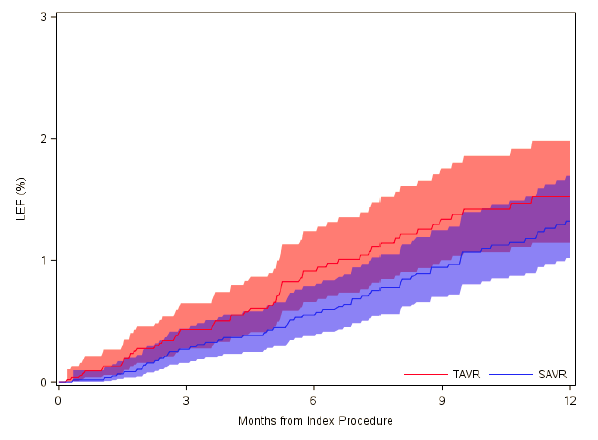 3
2
1
0
LEF (%)
TAVR SAVR
0 3 6 9 12
Months from Index Procedure